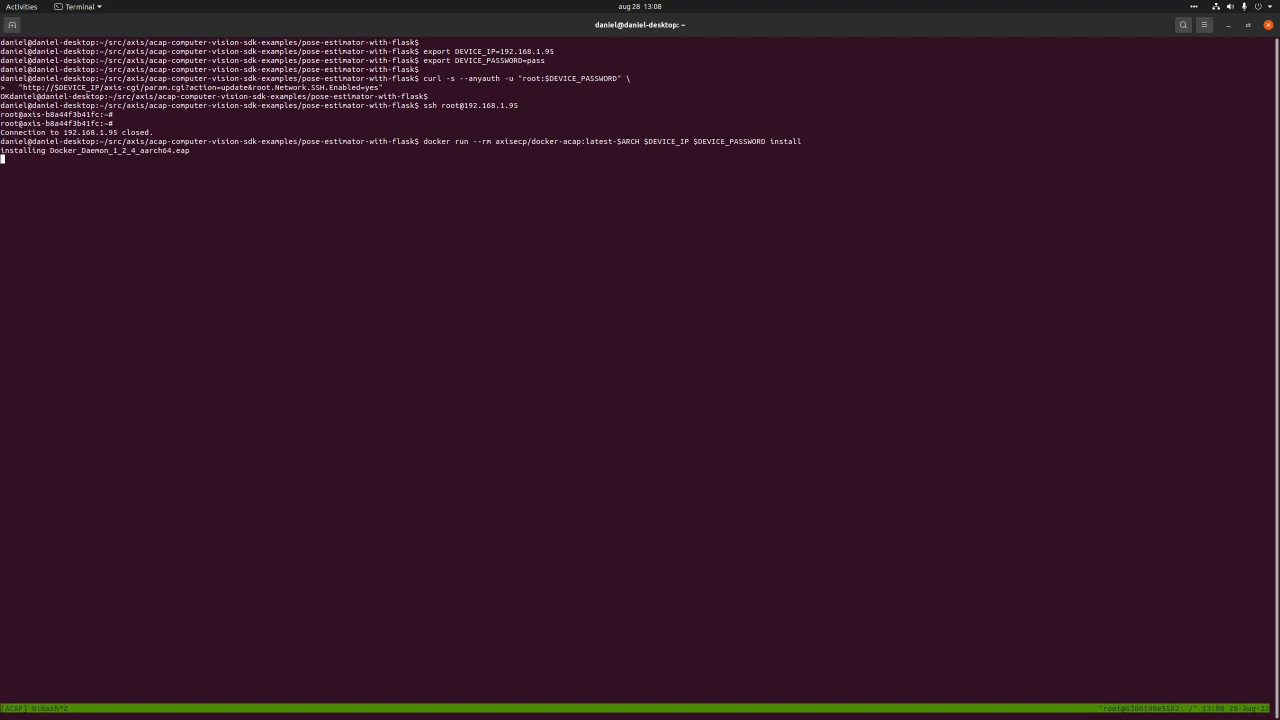 Activities
Terminal
aug 28 13:08
daniel@daniel-desktop: ~
daniel@daniel-desktop:~/src/axis/acap-computer-vision-sdk-examples/pose-estimator-with-flask$
daniel@daniel-desktop:~/src/axis/acap-computer-vision-sdk-examples/pose-estimator-with-flask$ export DEVICE_IP=192.168.1.95
daniel@daniel-desktop:~/src/axis/acap-computer-vision-sdk-examples/pose-estimator-with-flask$ export DEVICE_PASSWORD=pass
daniel@daniel-desktop:~/src/axis/acap-computer-vision-sdk-examples/pose-estimator-with-flask$
daniel@daniel-desktop:~/src/axis/acap-computer-vision-sdk-examples/pose-estimator-with-flask$ curl -s --anyauth -u "root:$DEVICE_PASSWORD" \
>   "http://$DEVICE_IP/axis-cgi/param.cgi?action=update&root.Network.SSH.Enabled=yes"
OKdaniel@daniel-desktop:~/src/axis/acap-computer-vision-sdk-examples/pose-estimator-with-flask$
daniel@daniel-desktop:~/src/axis/acap-computer-vision-sdk-examples/pose-estimator-with-flask$ ssh root@192.168.1.95
root@axis-b8a44f3b41fc:~#
root@axis-b8a44f3b41fc:~#
Connection to 192.168.1.95 closed.
daniel@daniel-desktop:~/src/axis/acap-computer-vision-sdk-examples/pose-estimator-with-flask$ docker run --rm axisecp/docker-acap:latest-$ARCH $DEVICE_IP $DEVICE_PASSWORD install
installing Docker_Daemon_1_2_4_aarch64.eap
[ACAP] 0:bash*Z
13:08 28-Aug-22